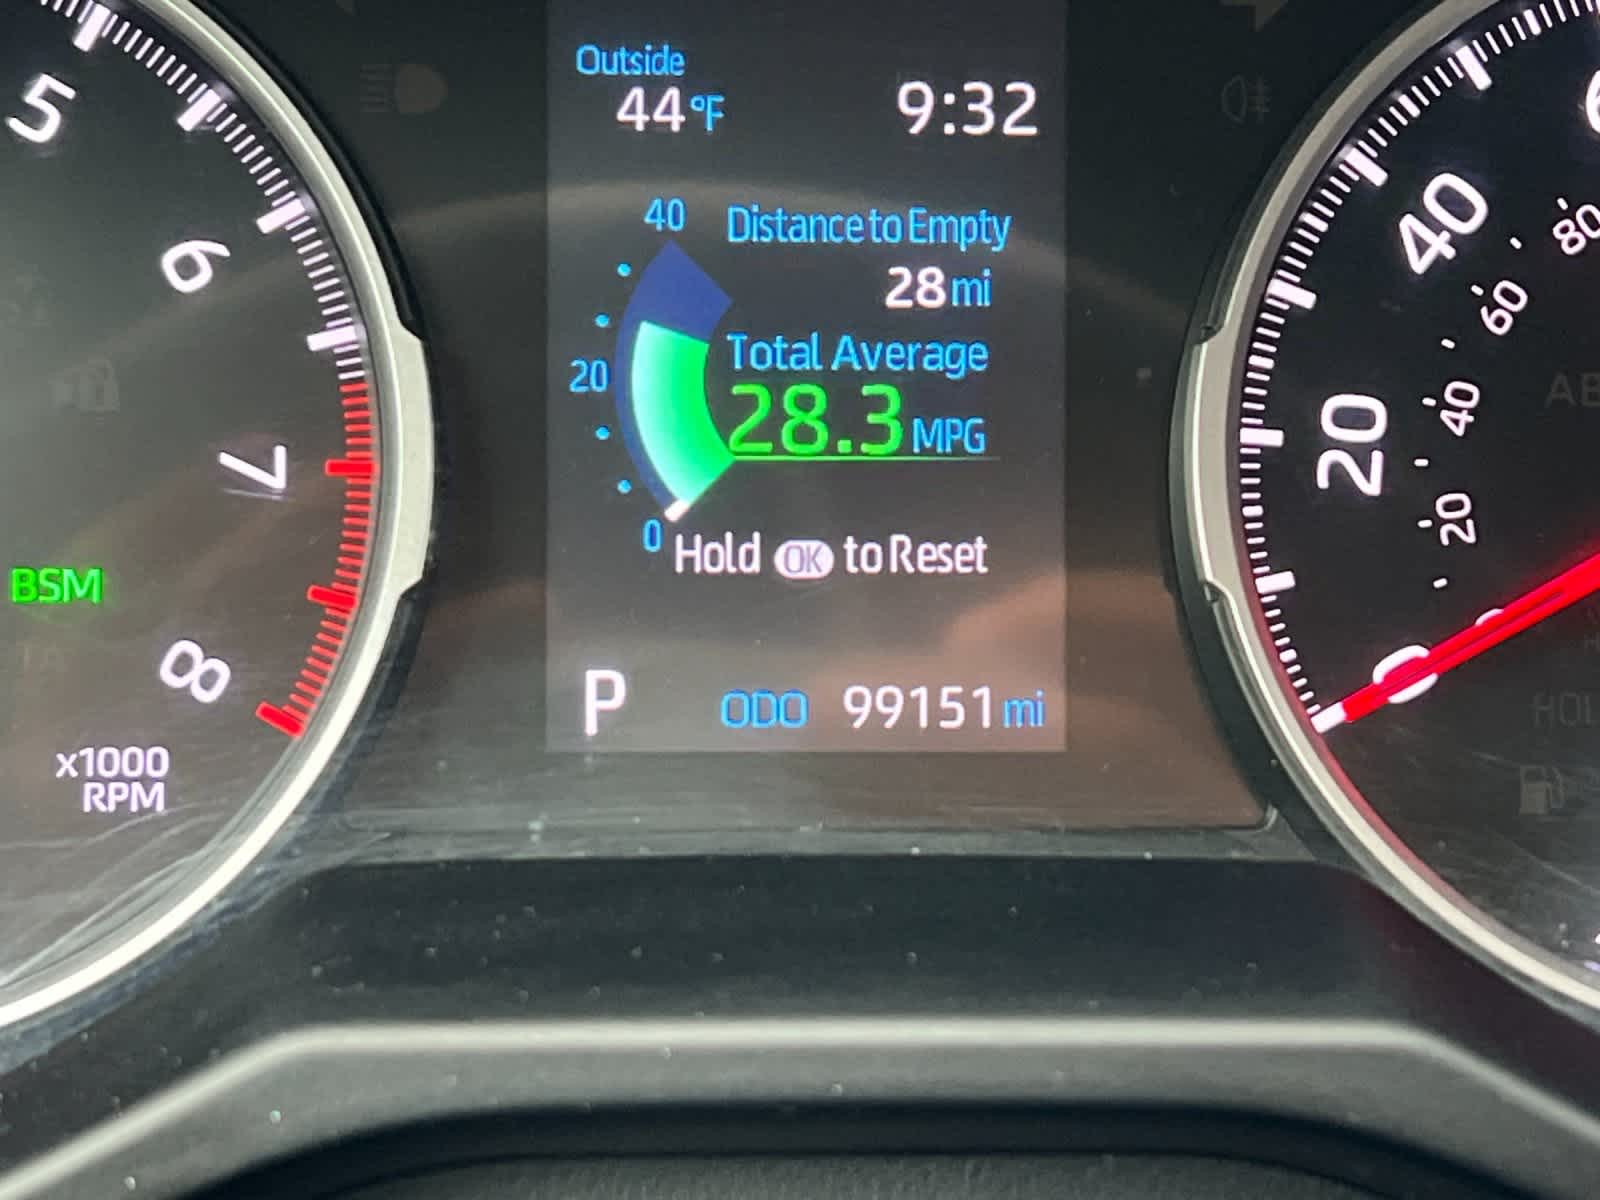 Outside
44°F
9:32
40
Distance to Empty
28 mi
Total Average
20
28.3 MPG
0
Hold OK to Reset
P
ODO 99151 mi
5
6
7
8
BSM
x1000
RPM
40
80
60
20
40
20
0